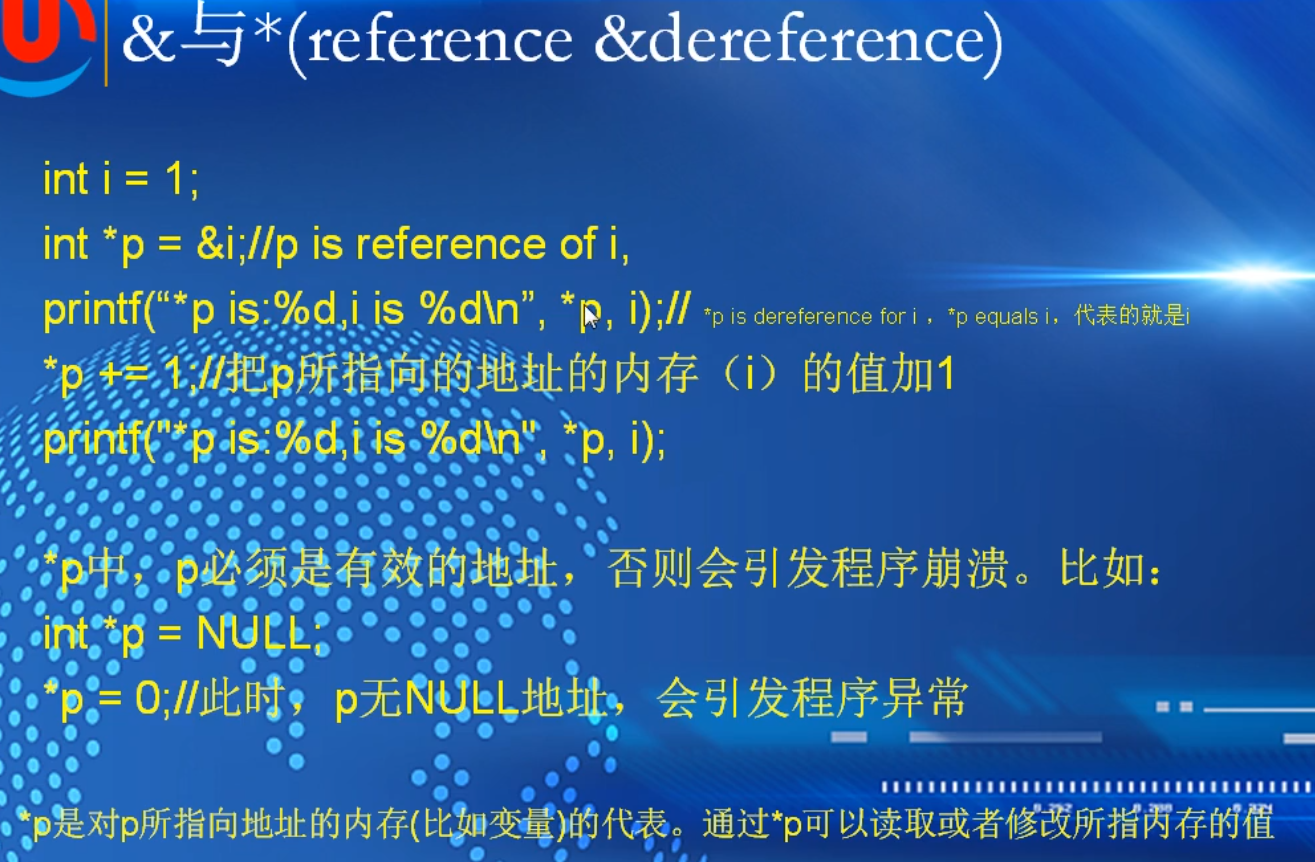 &与*(reference &dereference)
int i = 1;
int *p = &i;//p is reference of i,
printf(“*p is:%d,i is %d\n”, *p, i);// *p is dereference for i ，*p equals i，代表的就是i
*p += 1;//把p所指向的地址的内存（i）的值加1
printf("*p is:%d,i is %d\n", *p, i);
*p中，p必须是有效的地址，否则会引发程序崩溃。比如：
int *p = NULL;
*p = 0;//此时，p无NULL地址，会引发程序异常
*p是对p所指向地址的内存(比如变量)的代表。通过*p可以读取或者修改所指内存的值